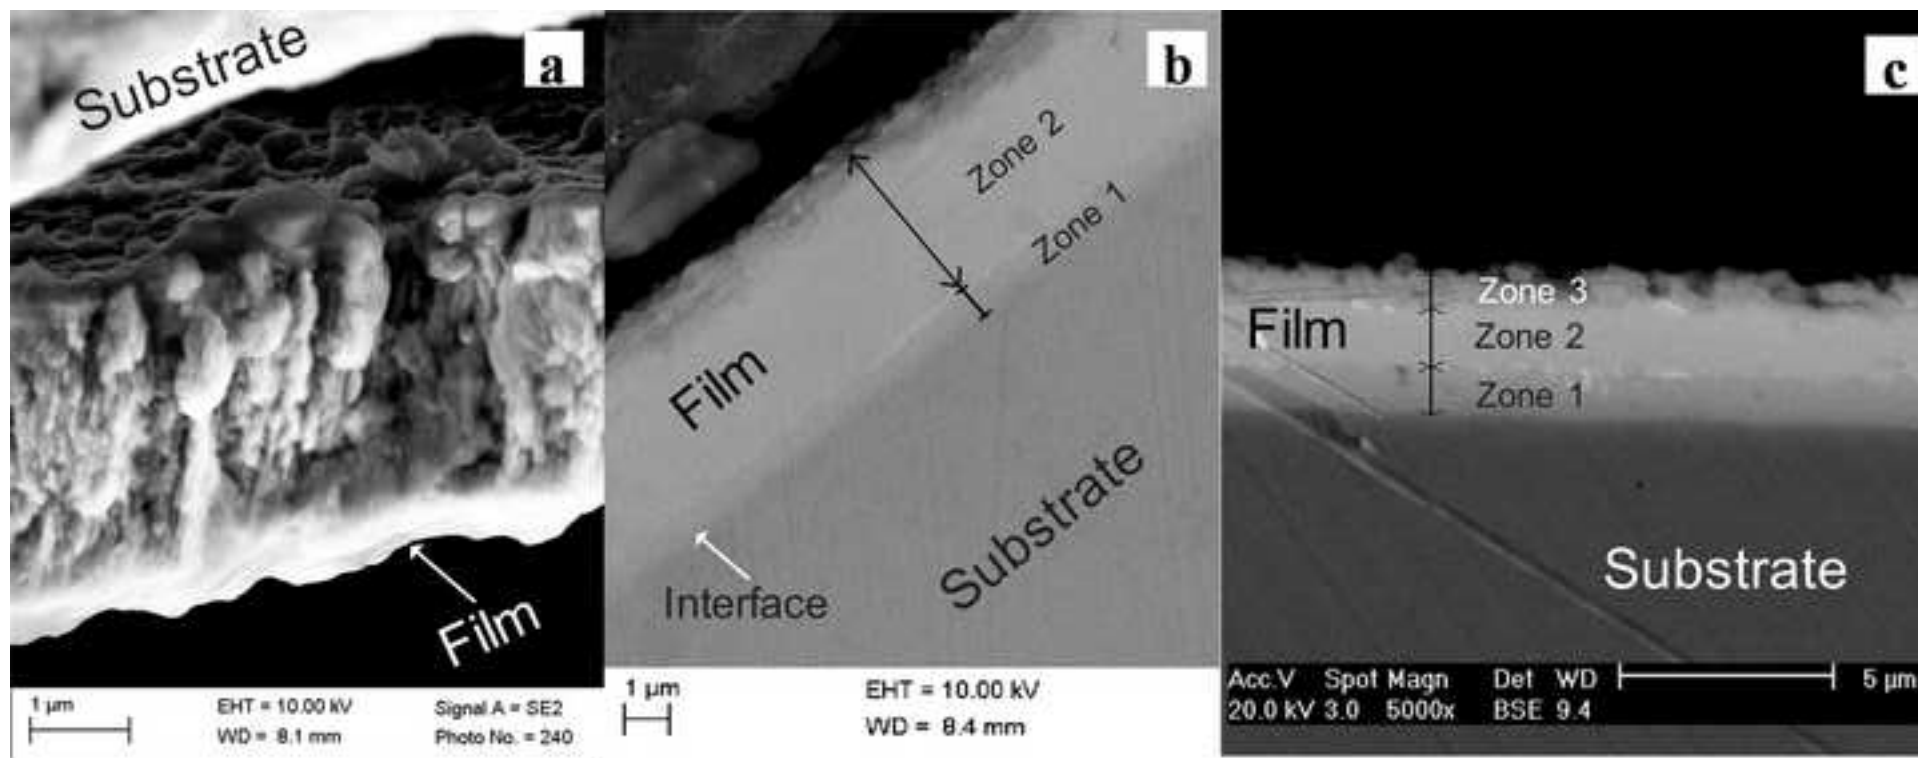 Substrate
a
Film
1 µm
EHT = 10.00 kV
Signal A = SE2
WD = 8.1 mm
Photo No. = 240
b
Zone 2
Zone 1
Film
Substrate
Interface
1 µm
EHT = 10.00 kV
WD = 8.4 mm
c
Zone 3
Film
Zone 2
Zone 1
Substrate
Acc.V Spot Magn Det WD
5 µm
20.0 kV 3.0 5000x BSE 9.4